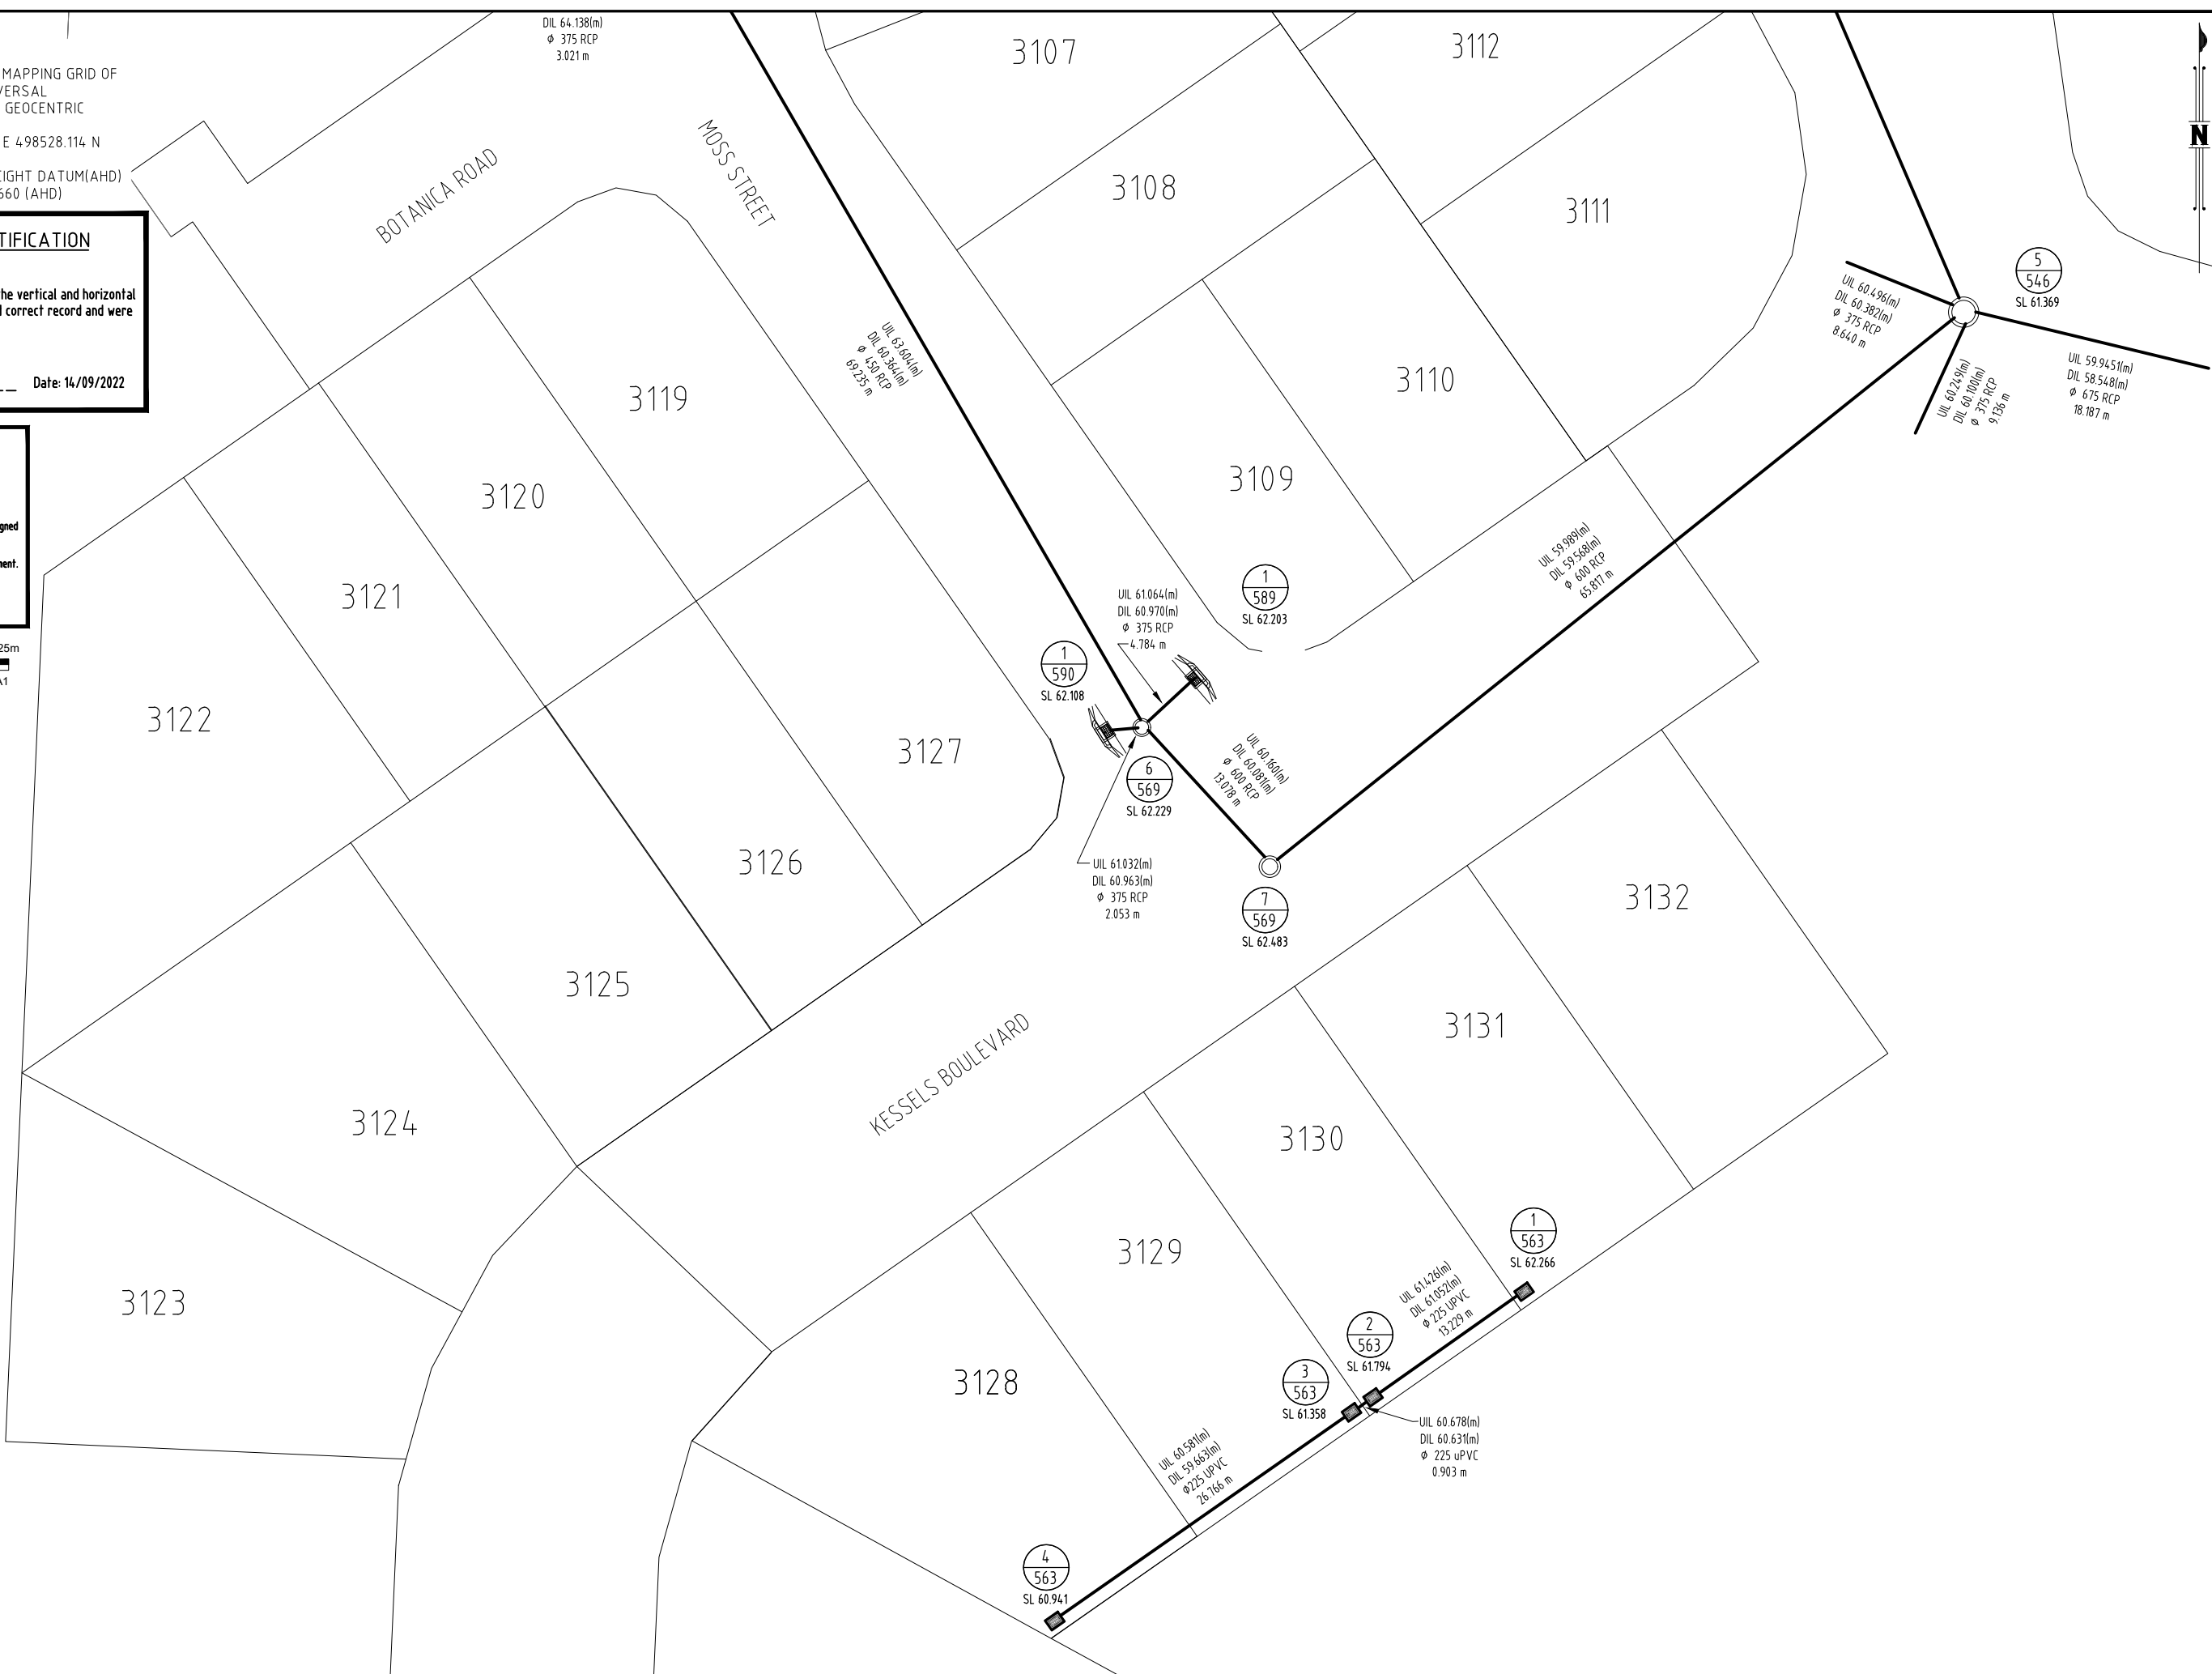 DIL 64.138(m)
ϕ 375 RCP
3.021 m
MAPPING GRID OF
VERSAL
GEOCENTRIC
E 498528.114 N
EIGHT DATUM(AHD)
660 (AHD)
TIFICATION
he vertical and horizontal
d correct record and were
Date: 14/09/2022
gned
ment.
25m
A1
N
BOTANICA ROAD
MOSS STREET
KESSELS BOULEVARD
3107
3112
3108
3111
3119
3110
3120
3109
3121
3122
3127
3126
3132
3125
3131
3124
3130
3129
3123
3128
5
546
SL 61.369
UIL 60.496(m)
DIL 60.382(m)
ϕ 375 RCP
8.640 m
UIL 60.249(m)
DIL 60.100(m)
ϕ 375 RCP
9.136 m
UIL 59.9451(m)
DIL 58.548(m)
ϕ 675 RCP
18.187 m
UIL 63.604(m)
DIL 60.364(m)
ϕ 450 RCP
69.235 m
UIL 59.989(m)
DIL 59.568(m)
ϕ 600 RCP
65.817 m
1
589
SL 62.203
UIL 61.064(m)
DIL 60.970(m)
ϕ 375 RCP
4.784 m
1
590
SL 62.108
6
569
SL 62.229
UIL 60.160(m)
DIL 60.081(m)
ϕ 600 RCP
13.078 m
UIL 61.032(m)
DIL 60.963(m)
ϕ 375 RCP
2.053 m
7
569
SL 62.483
1
563
SL 62.266
UIL 61.426(m)
DIL 61.052(m)
ϕ 225 UPVC
13.229 m
2
563
SL 61.794
3
563
SL 61.358
UIL 60.678(m)
DIL 60.631(m)
ϕ 225 uPVC
0.903 m
UIL 60.581(m)
DIL 59.663(m)
ϕ225 UPVC
26.766 m
4
563
SL 60.941